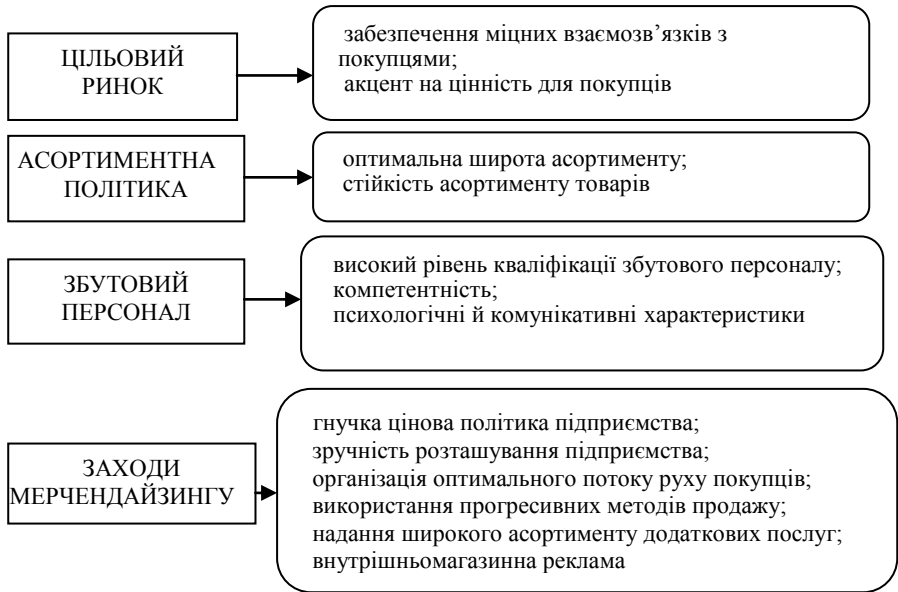 ЦІЛЬОВИЙ
РИНОК
забезпечення міцних взаємозв’язків з
покупцями;
акцент на цінність для покупців
АСОРТИМЕНТНА
ПОЛІТИКА
оптимальна широта асортименту;
стійкість асортименту товарів
ЗБУТОВИЙ
ПЕРСОНАЛ
високий рівень кваліфікації збутового персоналу;
компетентність;
психологічні й комунікативні характеристики
ЗАХОДИ
МЕРЧЕНДАЙЗИНГУ
гнучка цінова політика підприємства;
зручність розташування підприємства;
організація оптимального потоку руху покупців;
використання прогресивних методів продажу;
надання широкого асортименту додаткових послуг;
внутрішньомагазинна реклама